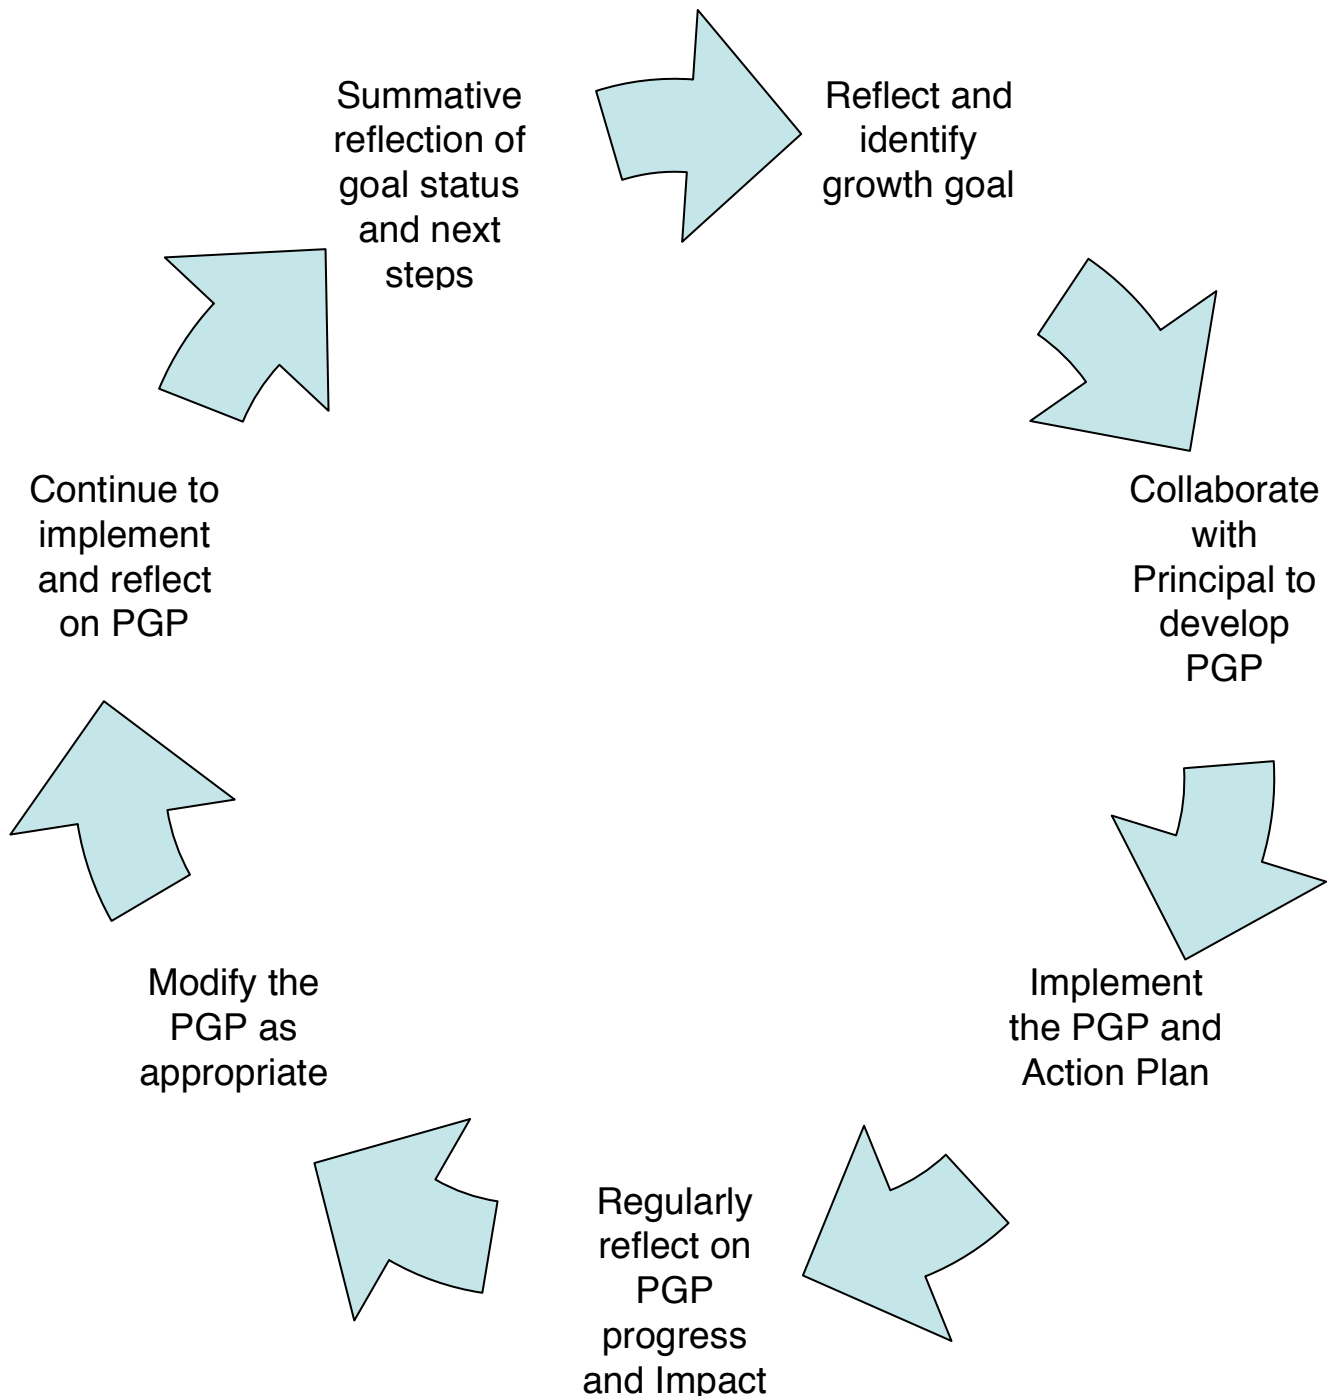 Summative
reflection of
goal status
and next
steps
Reflect and
identify
growth goal
Collaborate
with
Principal to
develop
PGP
Implement
the PGP and
Action Plan
Regularly
reflect on
PGP
progress
and Impact
Modify the
PGP as
appropriate
Continue to
implement
and reflect
on PGP